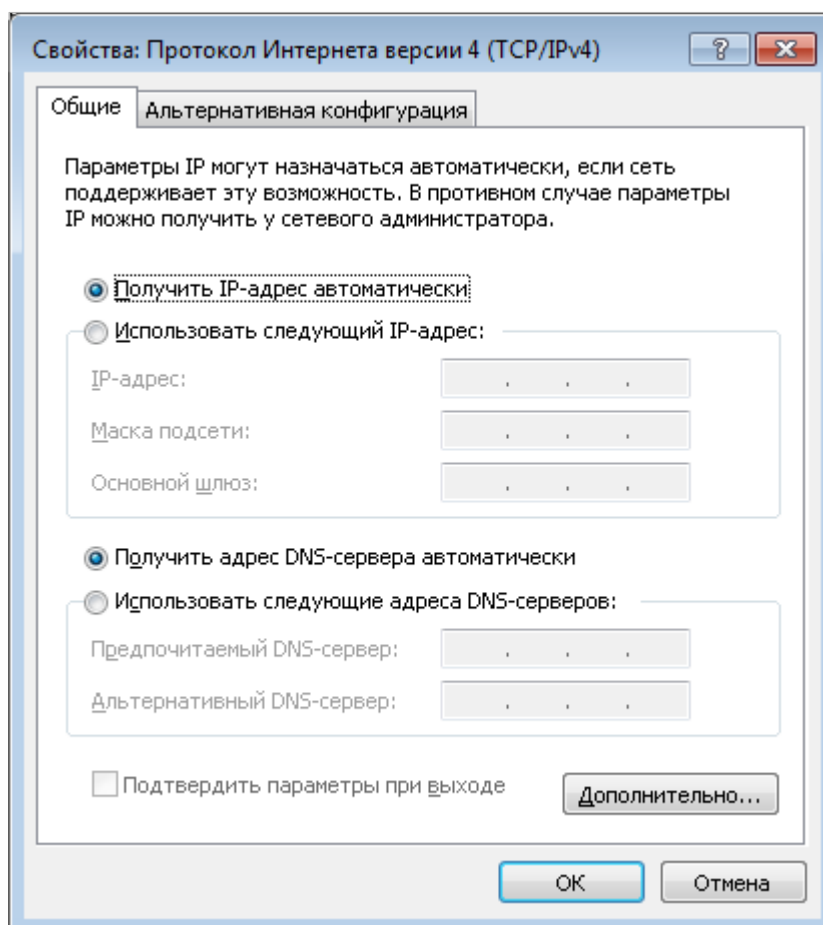 Свойства: Протокол Интернета версии 4 (TCP/IPv4)
Общие
Альтернативная конфигурация
Параметры IP могут назначаться автоматически, если сеть
поддерживает эту возможность. В противном случае параметры
IP можно получить у сетевого администратора.
Получить IP-адрес автоматически
Использовать следующий IP-адрес:
IP-адрес:
Маска подсети:
Основной шлюз:
Получить адрес DNS-сервера автоматически
Использовать следующие адреса DNS-серверов:
Предпочитаемый DNS-сервер:
Альтернативный DNS-сервер:
Подтвердить параметры при выходе
Дополнительно...
ОК
Отмена